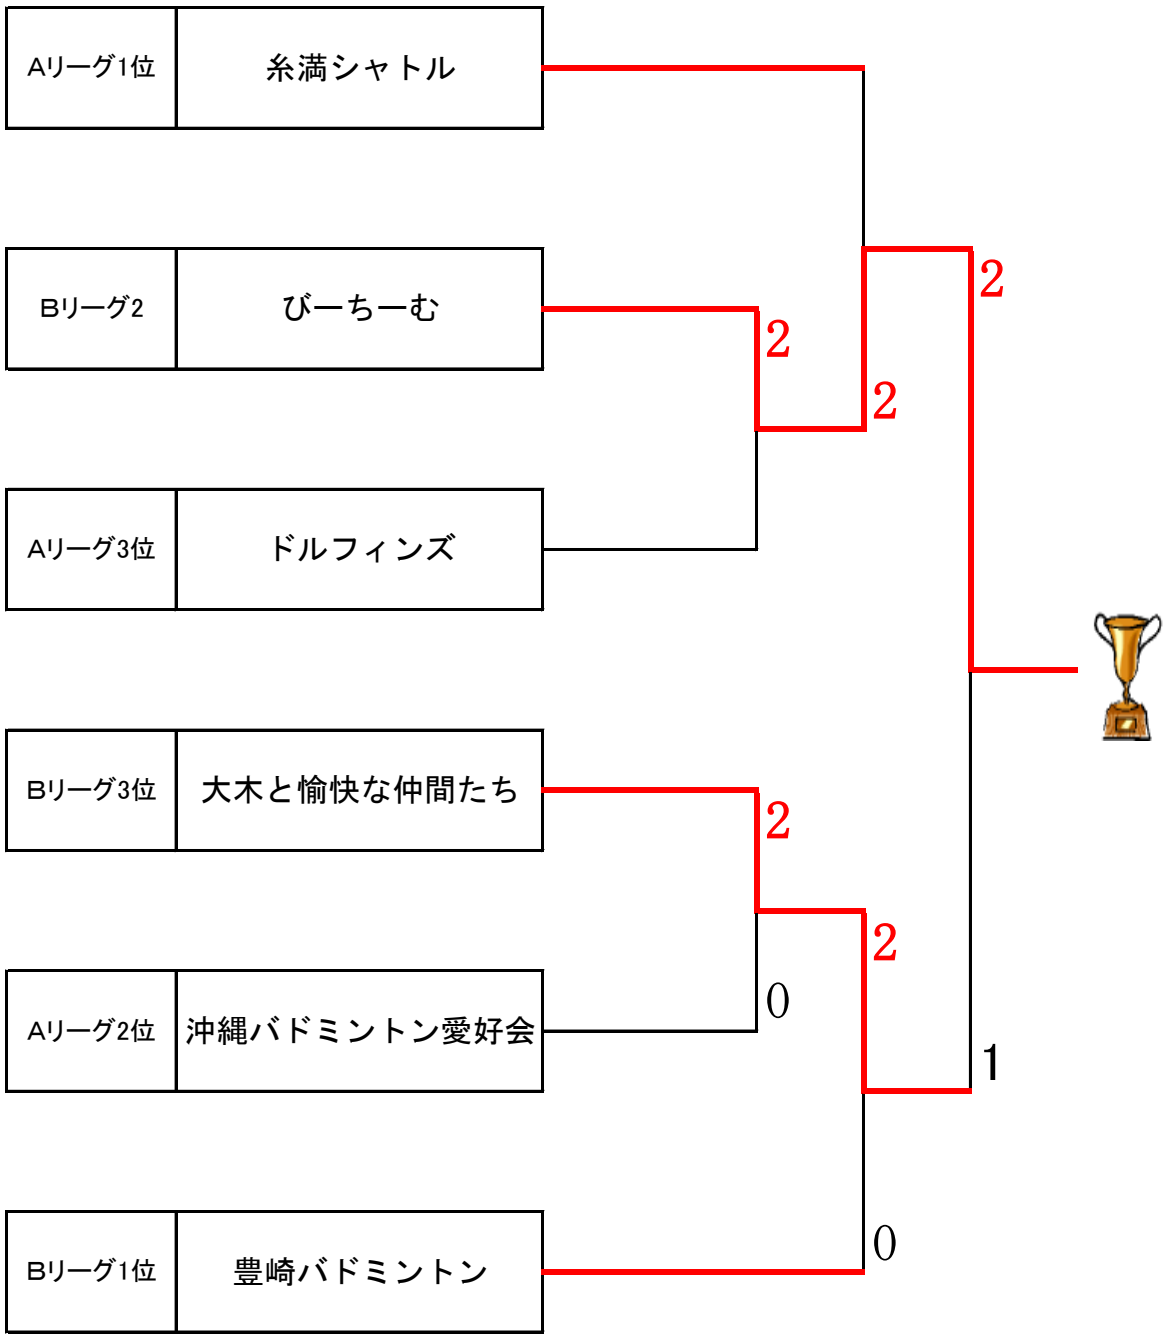 Aリーグ1位 糸満シャトル
2
Bリーグ2 びーちーむ
2
2
Aリーグ3位 ドルフィンズ
Bリーグ3位 大木と愉快な仲間たち
2
2
Aリーグ2位 沖縄バドミントン愛好会
0
1
0
Bリーグ1位 豊崎バドミントン